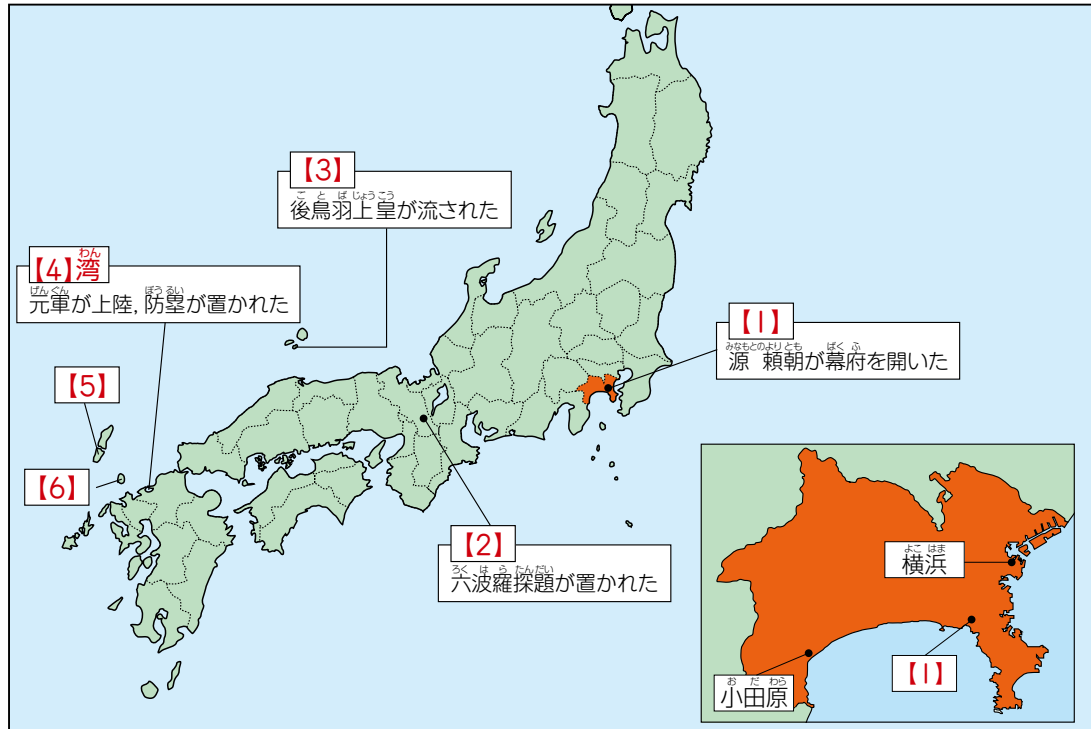 【3】
後鳥羽上皇が流された
ごとばじょうこう
【4】湾
わん
元軍が上陸,防塁が置かれた
げんぐん
ぼうるい
【1】
源 頼朝が幕府を開いた
みなもとのよりとも
ばくふ
【5】
【6】
【2】
六波羅探題が置かれた
ろくはらたんだい
横浜
よこはま
【1】
小田原
おだわら